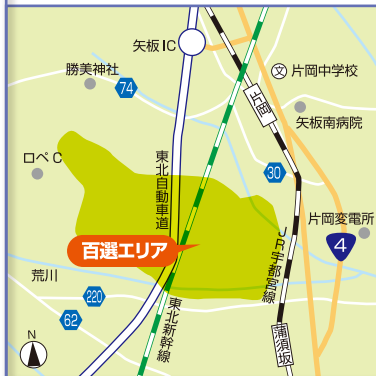 矢板IC
文
片岡中学校
勝美神社
74
片岡
矢板南病院
ロペC
東北自動車道
30
片岡変電所
百選エリア
JR宇都宮線
4
荒川
220
62
東北新幹線
蒲須坂
N